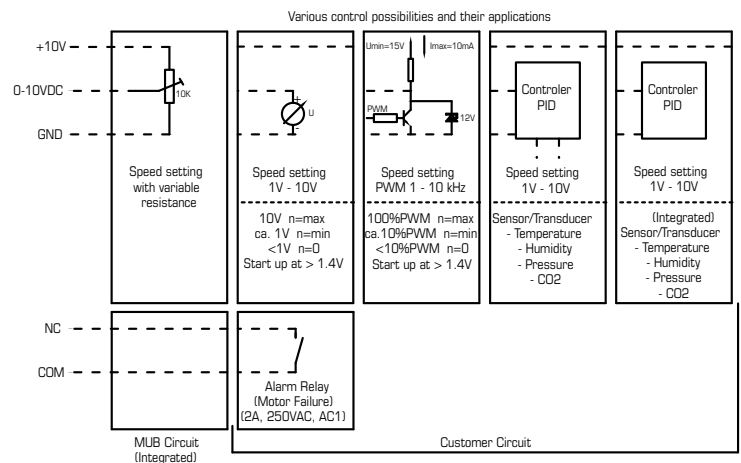 Various control possibilities and their applications
+10V
0-10VDC
GND
10K
Speed setting
with variable
resistance
+
U
-
Speed setting
1V - 10V
10V n=max
ca. 1V n=min
<1V n=0
Start up at > 1.4V
Umin=15V
Imax=10mA
PWM
12V
Speed setting
PWM 1 - 10 kHz
100%PWM n=max
ca.10%PWM n=min
<10%PWM n=0
Start up at > 1.4V
Controler
PID
Speed setting
1V - 10V
Sensor/Transducer
- Temperature
- Humidity
- Pressure
- CO2
Controler
PID
Speed setting
1V - 10V
(Integrated)
Sensor/Transducer
- Temperature
- Humidity
- Pressure
- CO2
NC
COM
Alarm Relay
(Motor Failure)
(2A, 250VAC, AC1)
MUB Circuit
(Integrated)
Customer Circuit